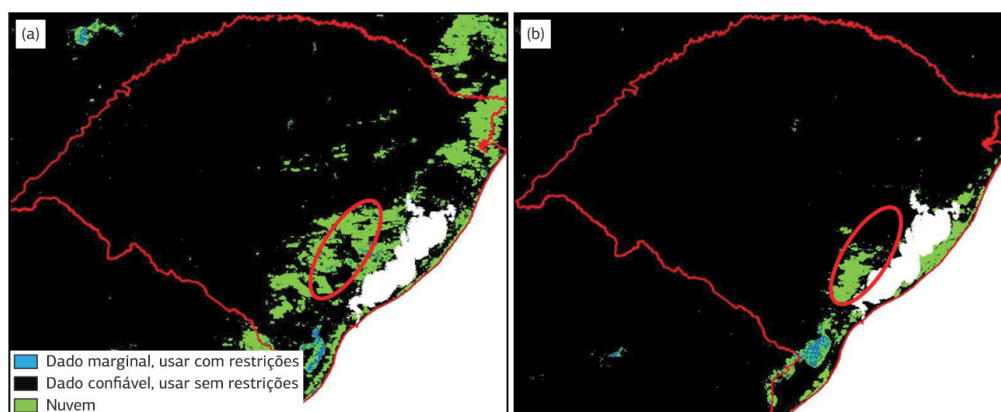 (a)
(b)
Dado marginal, usar com restrições
Dado confiável, usar sem restrições
Nuvem